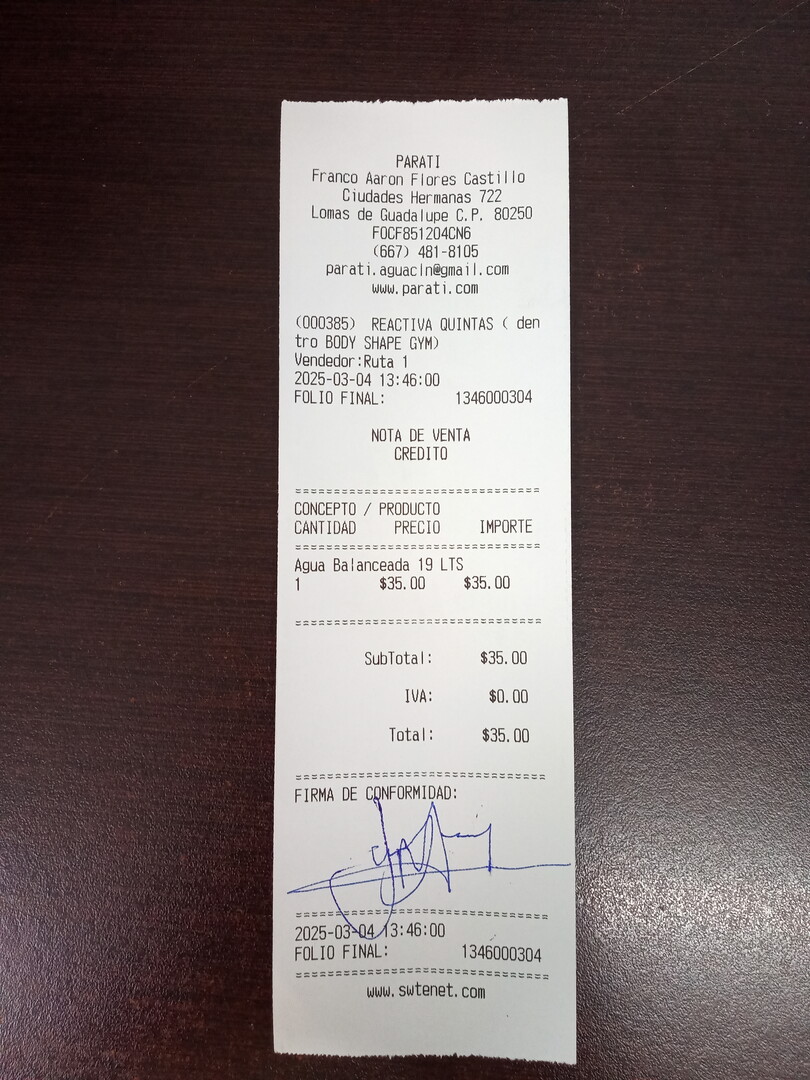 PARATI
Franco Aaron Flores Castillo
Ciudades Hermanas 722
Lomas de Guadalupe C.P. 80250
FOCF851204CN6
(667) 481-8105
parati.aguacln@gmail.com
www.parati.com
(000385) REACTIVA QUINTAS ( den
tro BODY SHAPE GYM)
Vendedor:Ruta 1
2025-03-04 13:46:00
FOLIO FINAL: 1346000304
NOTA DE VENTA
CREDITO
================================
CONCEPTO / PRODUCTO
CANTIDAD PRECIO IMPORTE
================================
Agua Balanceada 19 LTS
1 $35.00 $35.00
================================
SubTotal: $35.00
IVA: $0.00
Total: $35.00
================================
FIRMA DE CONFORMIDAD:
================================
2025-03-04 13:46:00
FOLIO FINAL: 1346000304
================================
www.swtenet.com